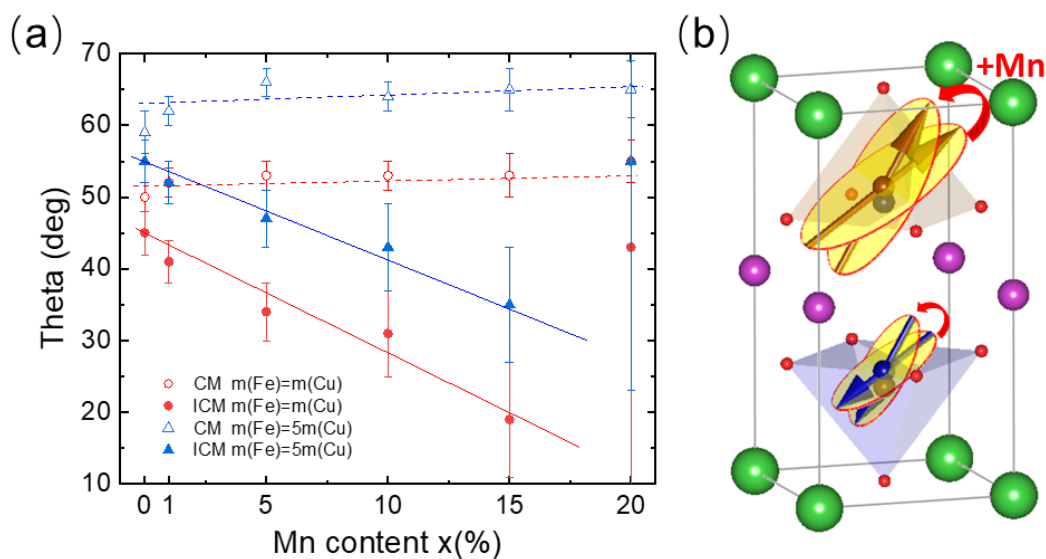 (a)
(b)
70
60
50
40
30
20
10
Theta (deg)
CM m(Fe)=m(Cu)
ICM m(Fe)=m(Cu)
CM m(Fe)=5m(Cu)
ICM m(Fe)=5m(Cu)
0 1 5 10 15 20
Mn content x(%)
+Mn